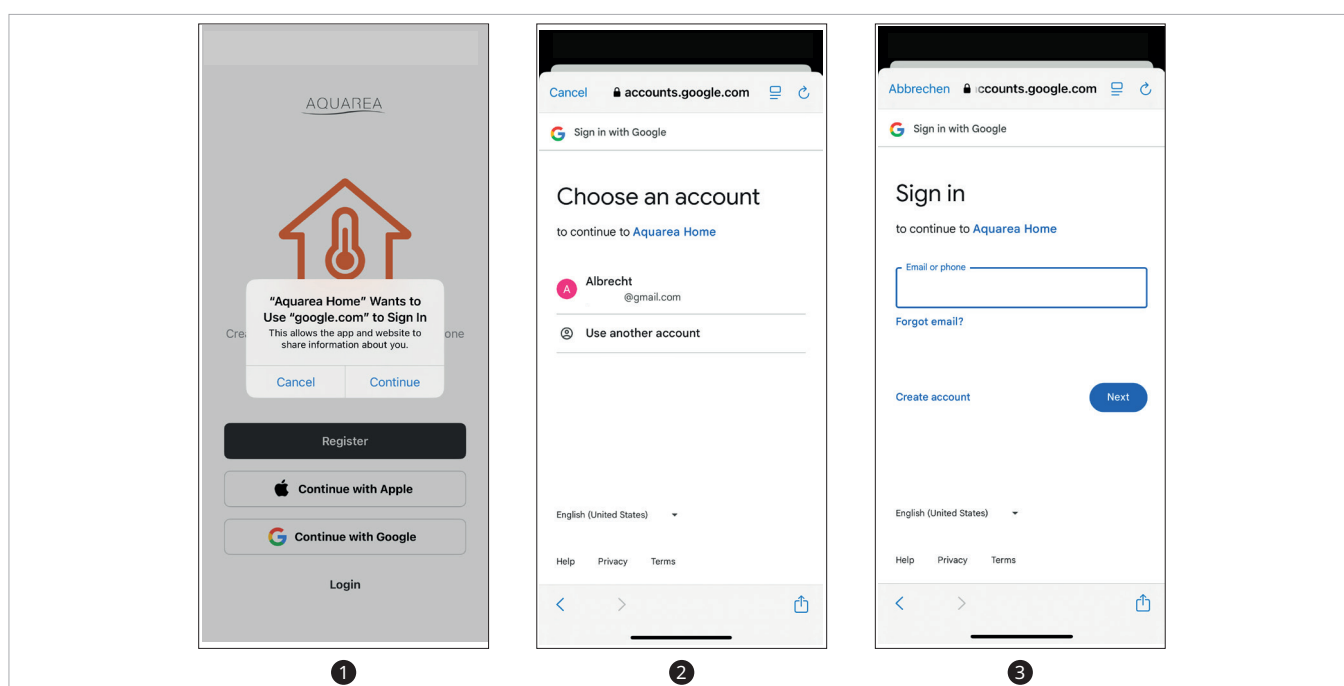 AQUAREA
"Aquarea Home" Wants to
Use "google.com" to Sign In
Crea
This allows the app and website to
share information about you.
one
Cancel Continue
Register
Continue with Apple
Continue with Google
Login
1
Cancel accounts.google.com
Sign in with Google
Choose an account
to continue to Aquarea Home
A Albrecht
@gmail.com
Use another account
English (United States)
Help Privacy Terms
2
Abbrechen ccounts.google.com
Sign in with Google
Sign in
to continue to Aquarea Home
Email or phone
Forgot email?
Create account Next
English (United States)
Help Privacy Terms
3